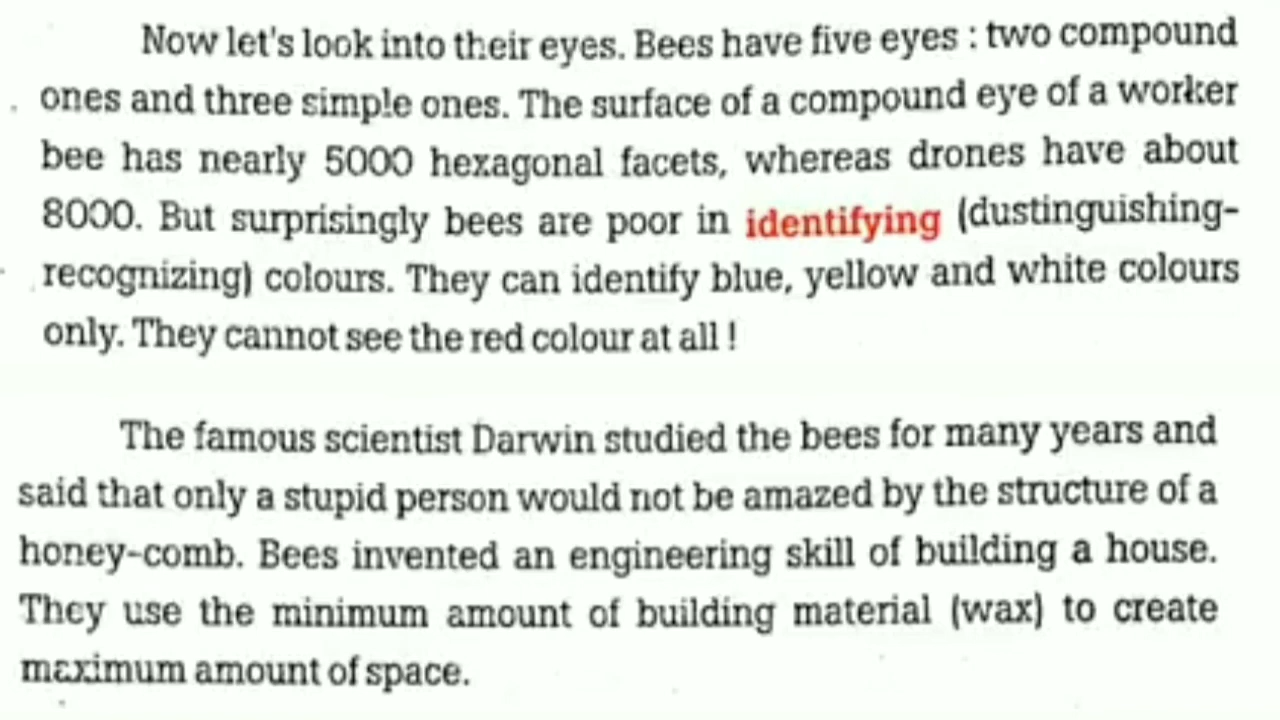 Now let's look into their eyes. Bees have five eyes : two compound
ones and three simple ones. The surface of a compound eye of a worker
bee has nearly 5000 hexagonal facets, whereas drones have about
8000. But surprisingly bees are poor in identifying (dustinguishing-
recognizing) colours. They can identify blue, yellow and white colours
only. They cannot see the red colour at all !
The famous scientist Darwin studied the bees for many years and
said that only a stupid person would not be amazed by the structure of a
honey-comb. Bees invented an engineering skill of building a house.
They use the minimum amount of building material (wax) to create
maximum amount of space.